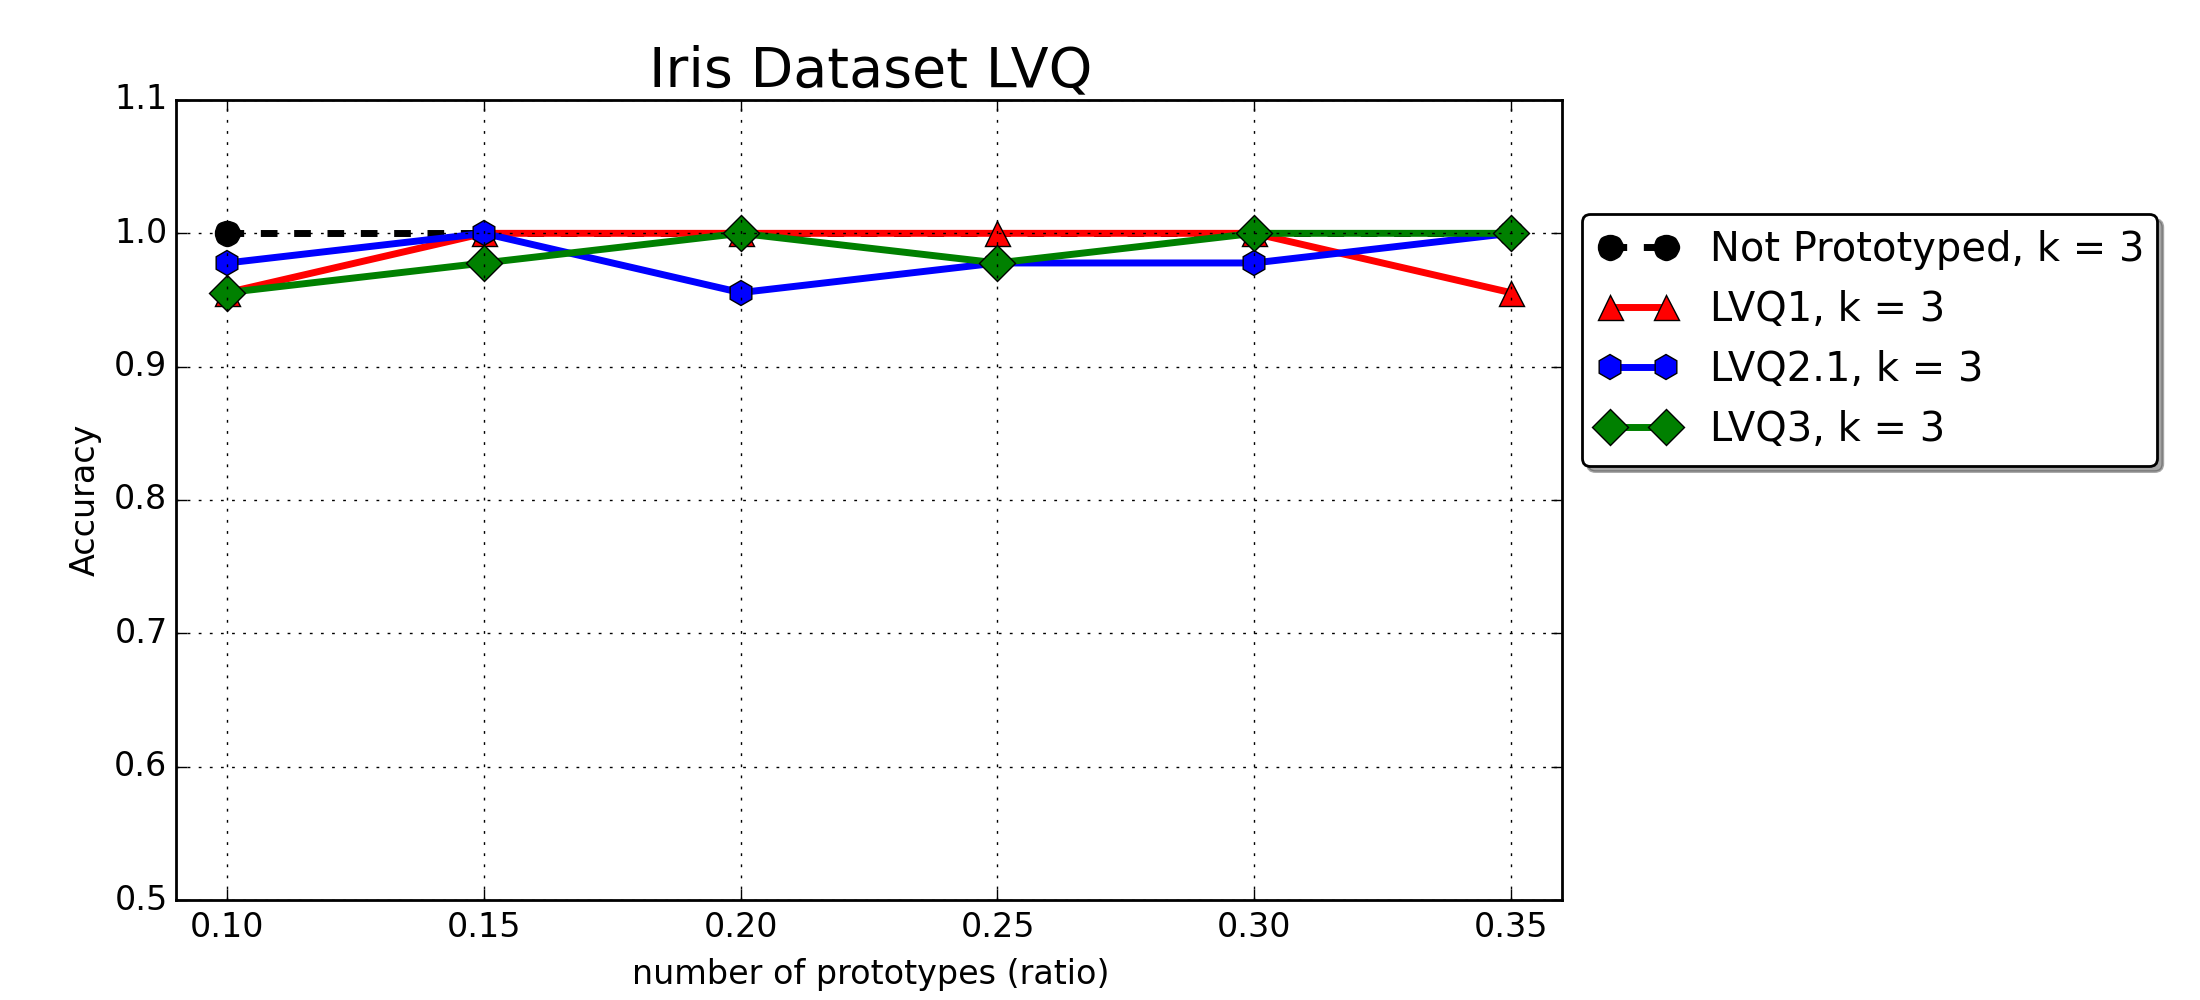 Iris Dataset LVQ
1.1
1.0
0.9
0.8
0.7
0.6
0.5
Accuracy
0.10 0.15 0.20 0.25 0.30 0.35
number of prototypes (ratio)
Not Prototyped, k = 3
LVQ1, k = 3
LVQ2.1, k = 3
LVQ3, k = 3